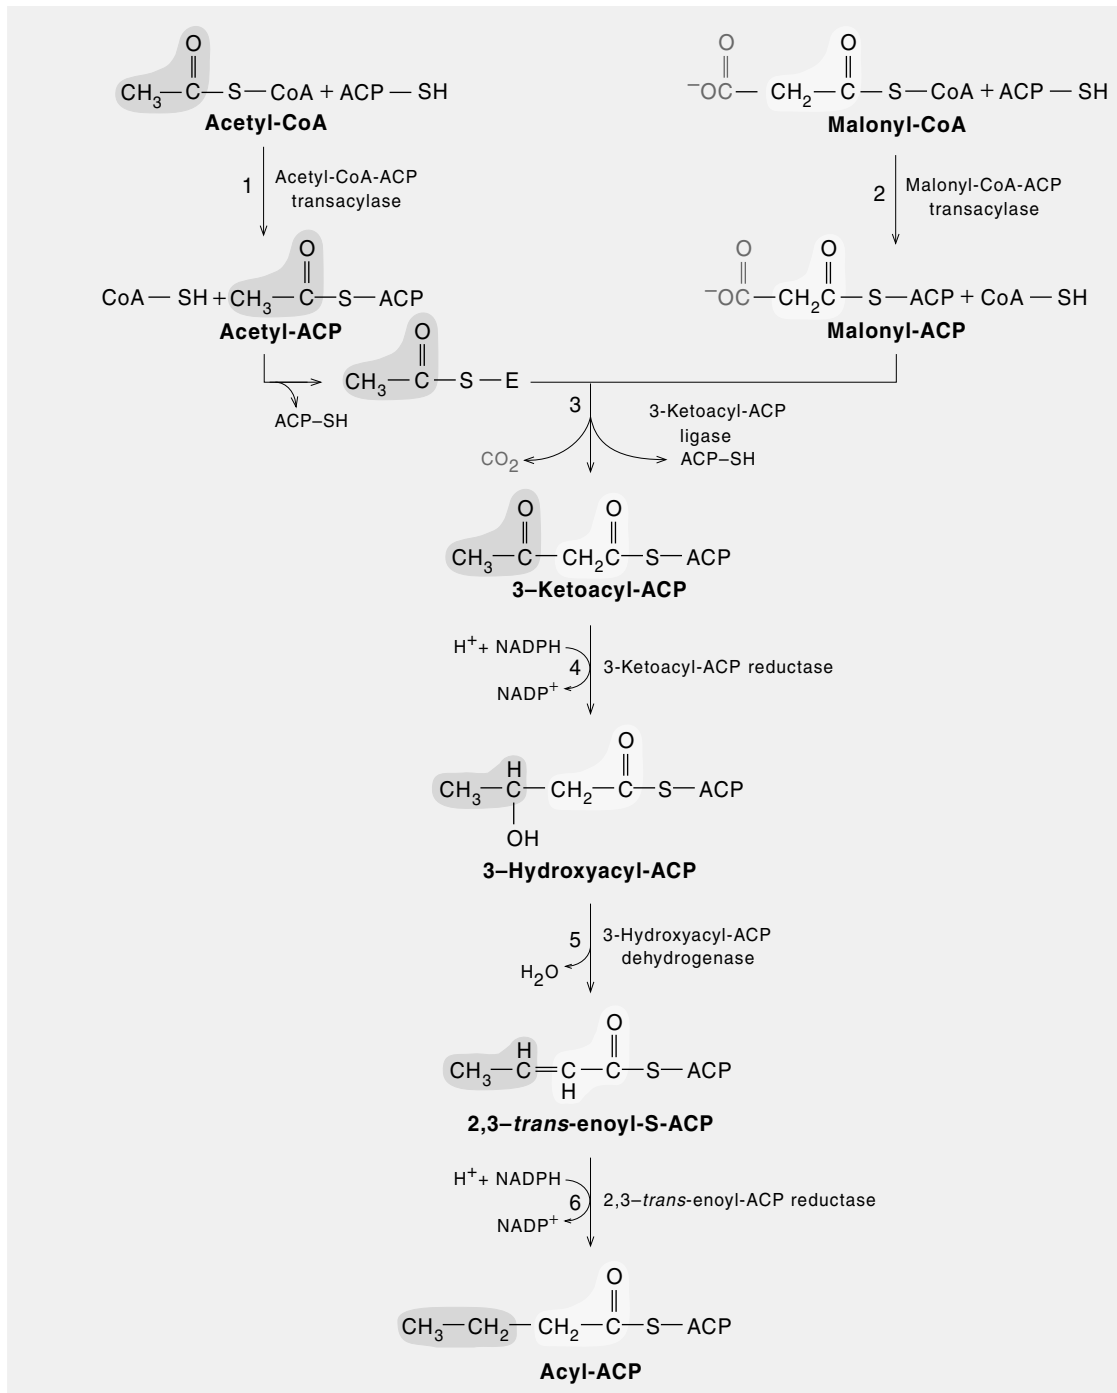 O
CH₃—C—S—CoA + ACP—SH
Acetyl-CoA
O O
⁻OC—CH₂—C—S—CoA + ACP—SH
Malonyl-CoA
1 Acetyl-CoA-ACP
transacylase
2 Malonyl-CoA-ACP
transacylase
O
CoA—SH + CH₃—C—S—ACP
Acetyl-ACP
O O
⁻OC—CH₂C—S—ACP + CoA—SH
Malonyl-ACP
O
CH₃—C—S—E
ACP–SH
3 3-Ketoacyl-ACP
ligase
CO₂ ACP–SH
O O
CH₃—C—CH₂C—S—ACP
3–Ketoacyl-ACP
H⁺+ NADPH
4 3-Ketoacyl-ACP reductase
NADP⁺
O
H
CH₃—C—CH₂—C—S—ACP
OH
3–Hydroxyacyl-ACP
5 3-Hydroxyacyl-ACP
dehydrogenase
H₂O
O
H
CH₃—C=C—C—S—ACP
H
2,3–trans-enoyl-S-ACP
H⁺+ NADPH
6 2,3–trans-enoyl-ACP reductase
NADP⁺
O
CH₃—CH₂—CH₂—C—S—ACP
Acyl-ACP